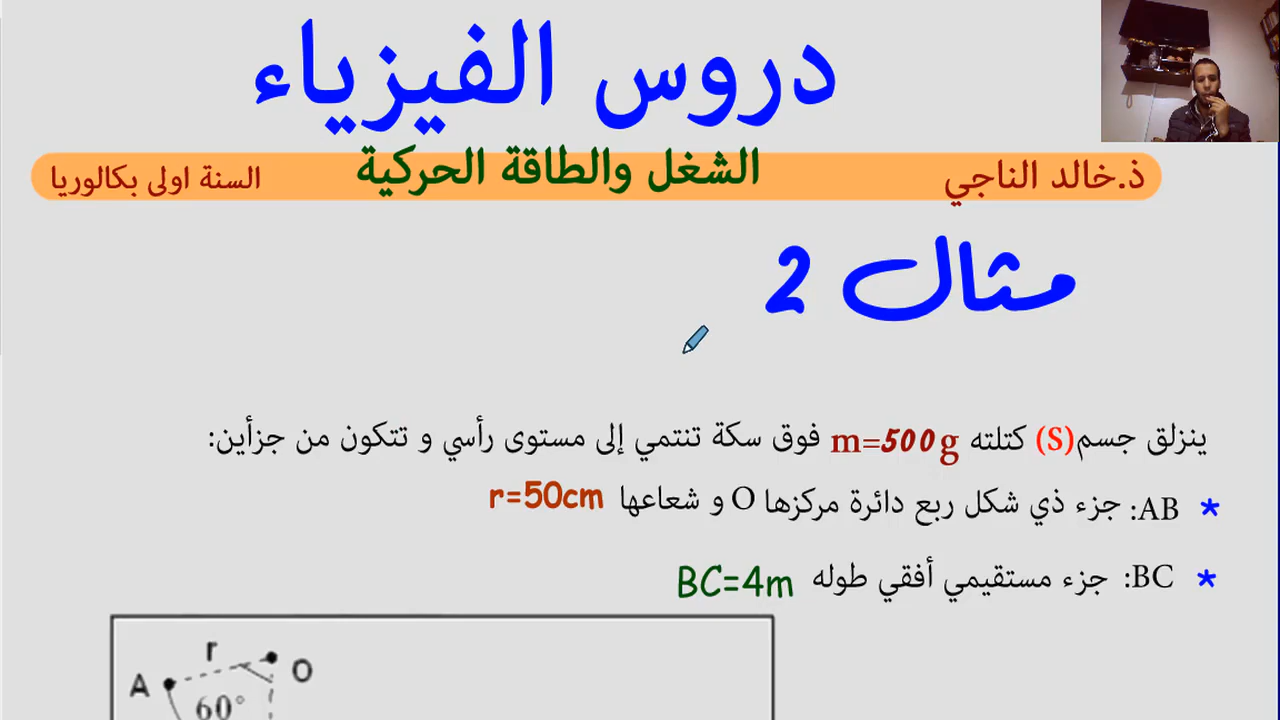 دروس الفيزياء
ذ.خالد الناجي
الشغل والطاقة الحركية
السنة اولى بكالوريا
مثال 2
ينزلق جسم(S) كتلته m=500g فوق سكة تنتمي إلى مستوى رأسي و تتكون من جزأين:
* AB: جزء ذي شكل ربع دائرة مركزها O و شعاعها r=50cm
* BC: جزء مستقيمي أفقي طوله BC=4m
r
O
A
60°